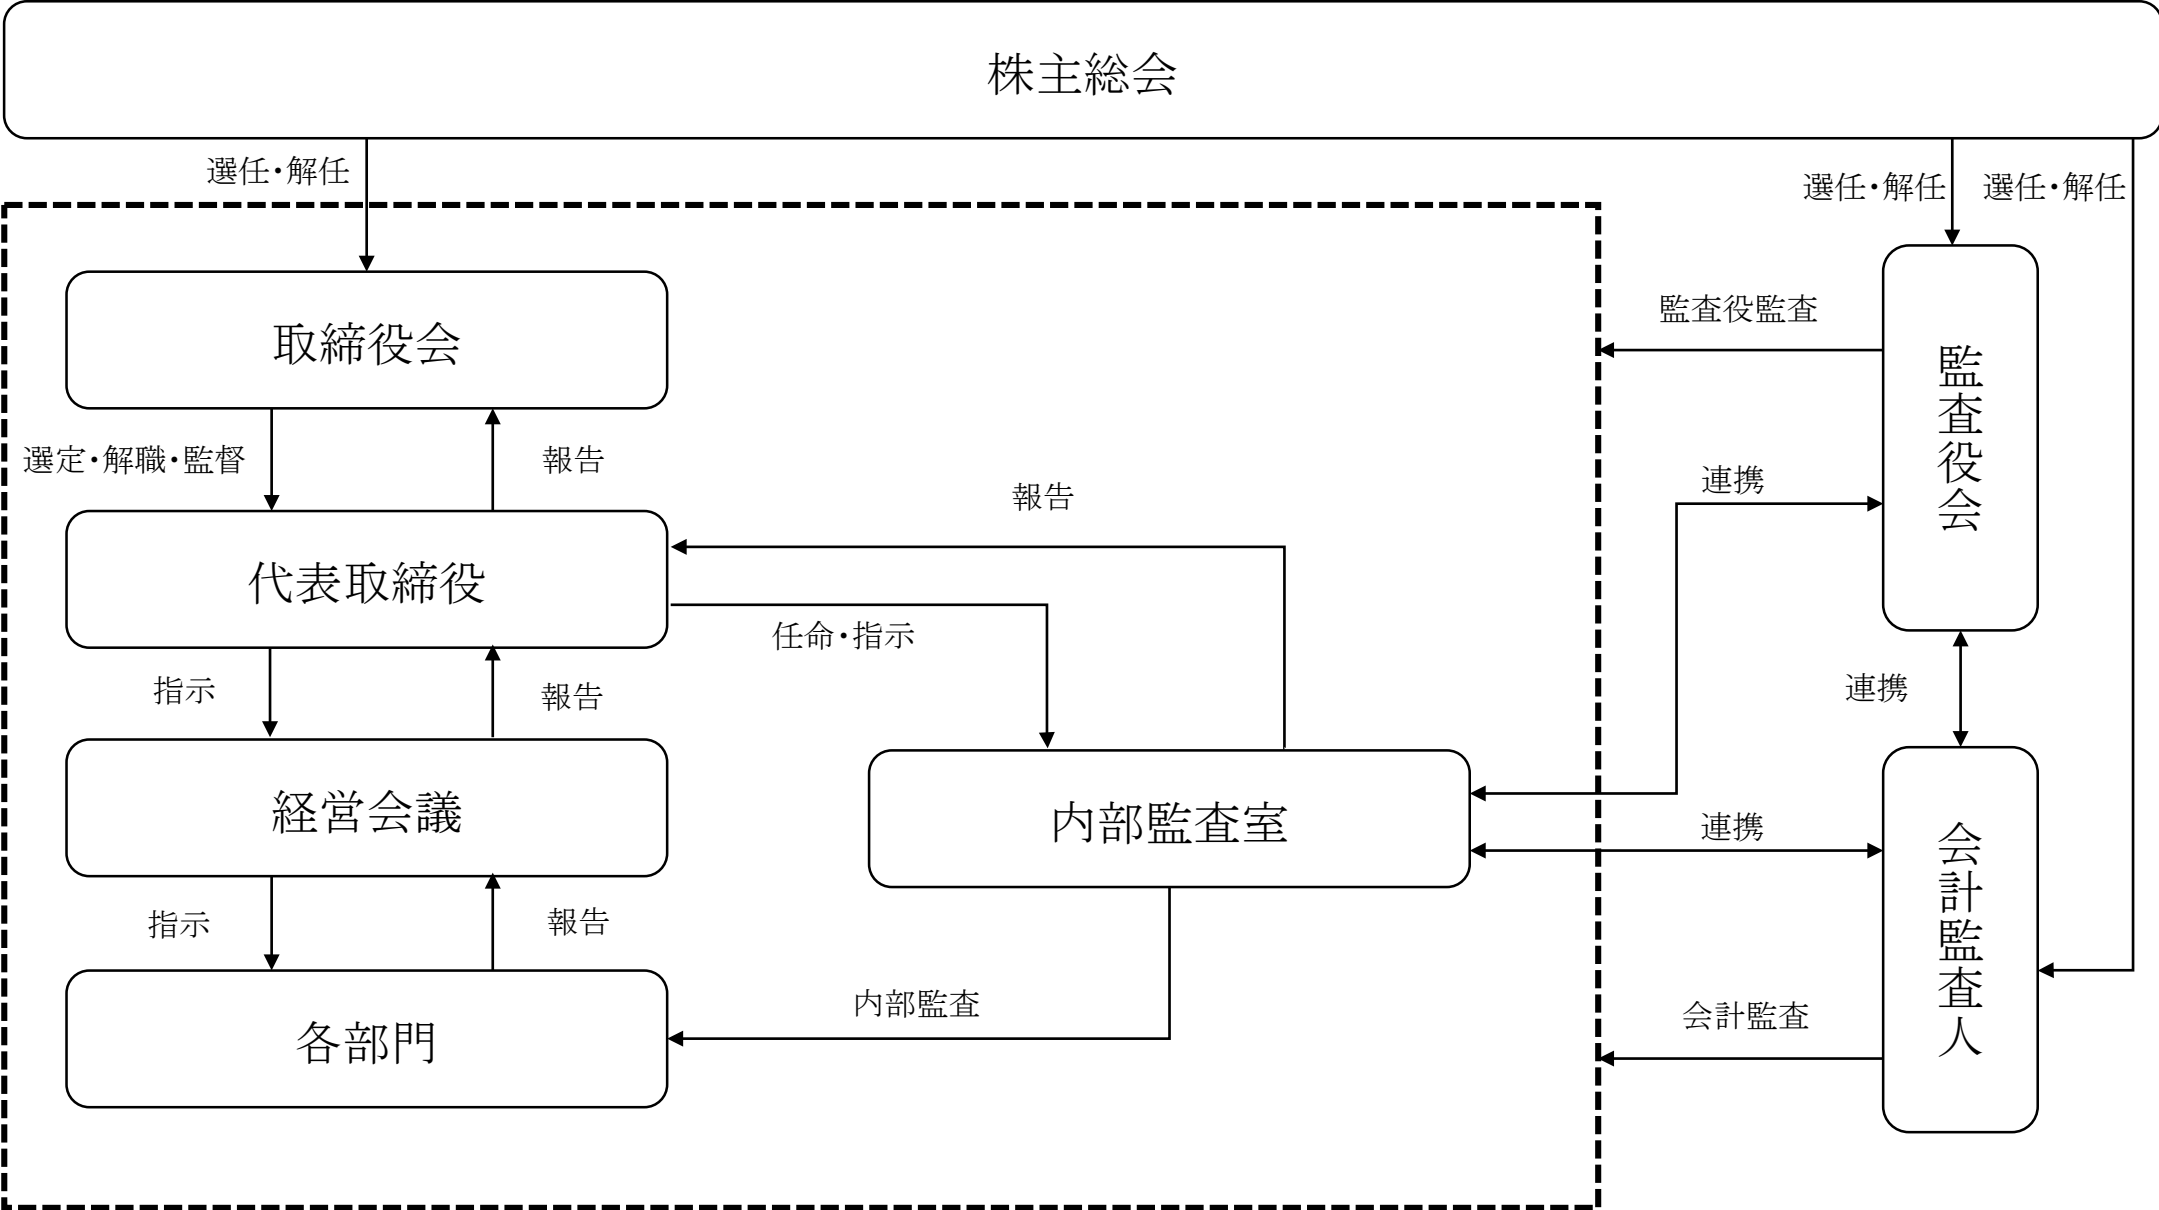 株主総会
選任・解任
選任・解任
選任・解任
取締役会
監査役監査
監査役会
選定・解職・監督
報告
報告
連携
代表取締役
任命・指示
指示
報告
連携
経営会議
内部監査室
連携
会計監査人
指示
報告
内部監査
会計監査
各部門